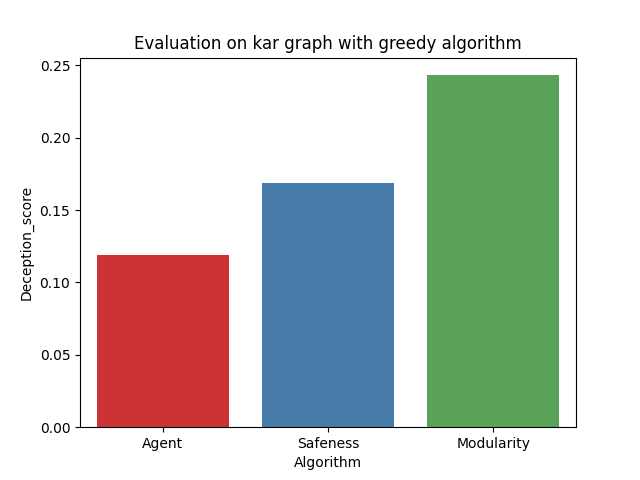 Evaluation on kar graph with greedy algorithm
0.25
0.20
0.15
0.10
0.05
0.00
Deception_score
Agent
Safeness
Modularity
Algorithm